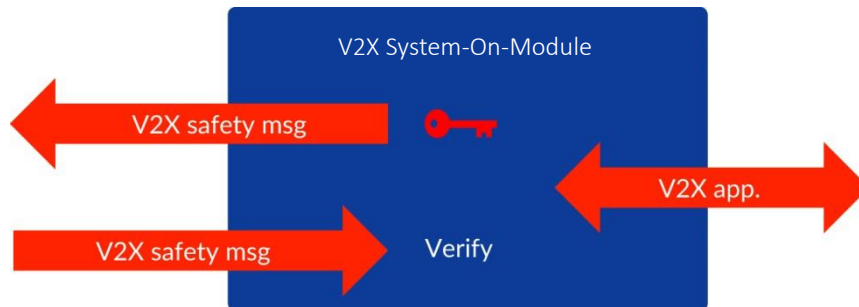 V2X System-On-Module
V2X safety msg
V2X app.
V2X safety msg
Verify